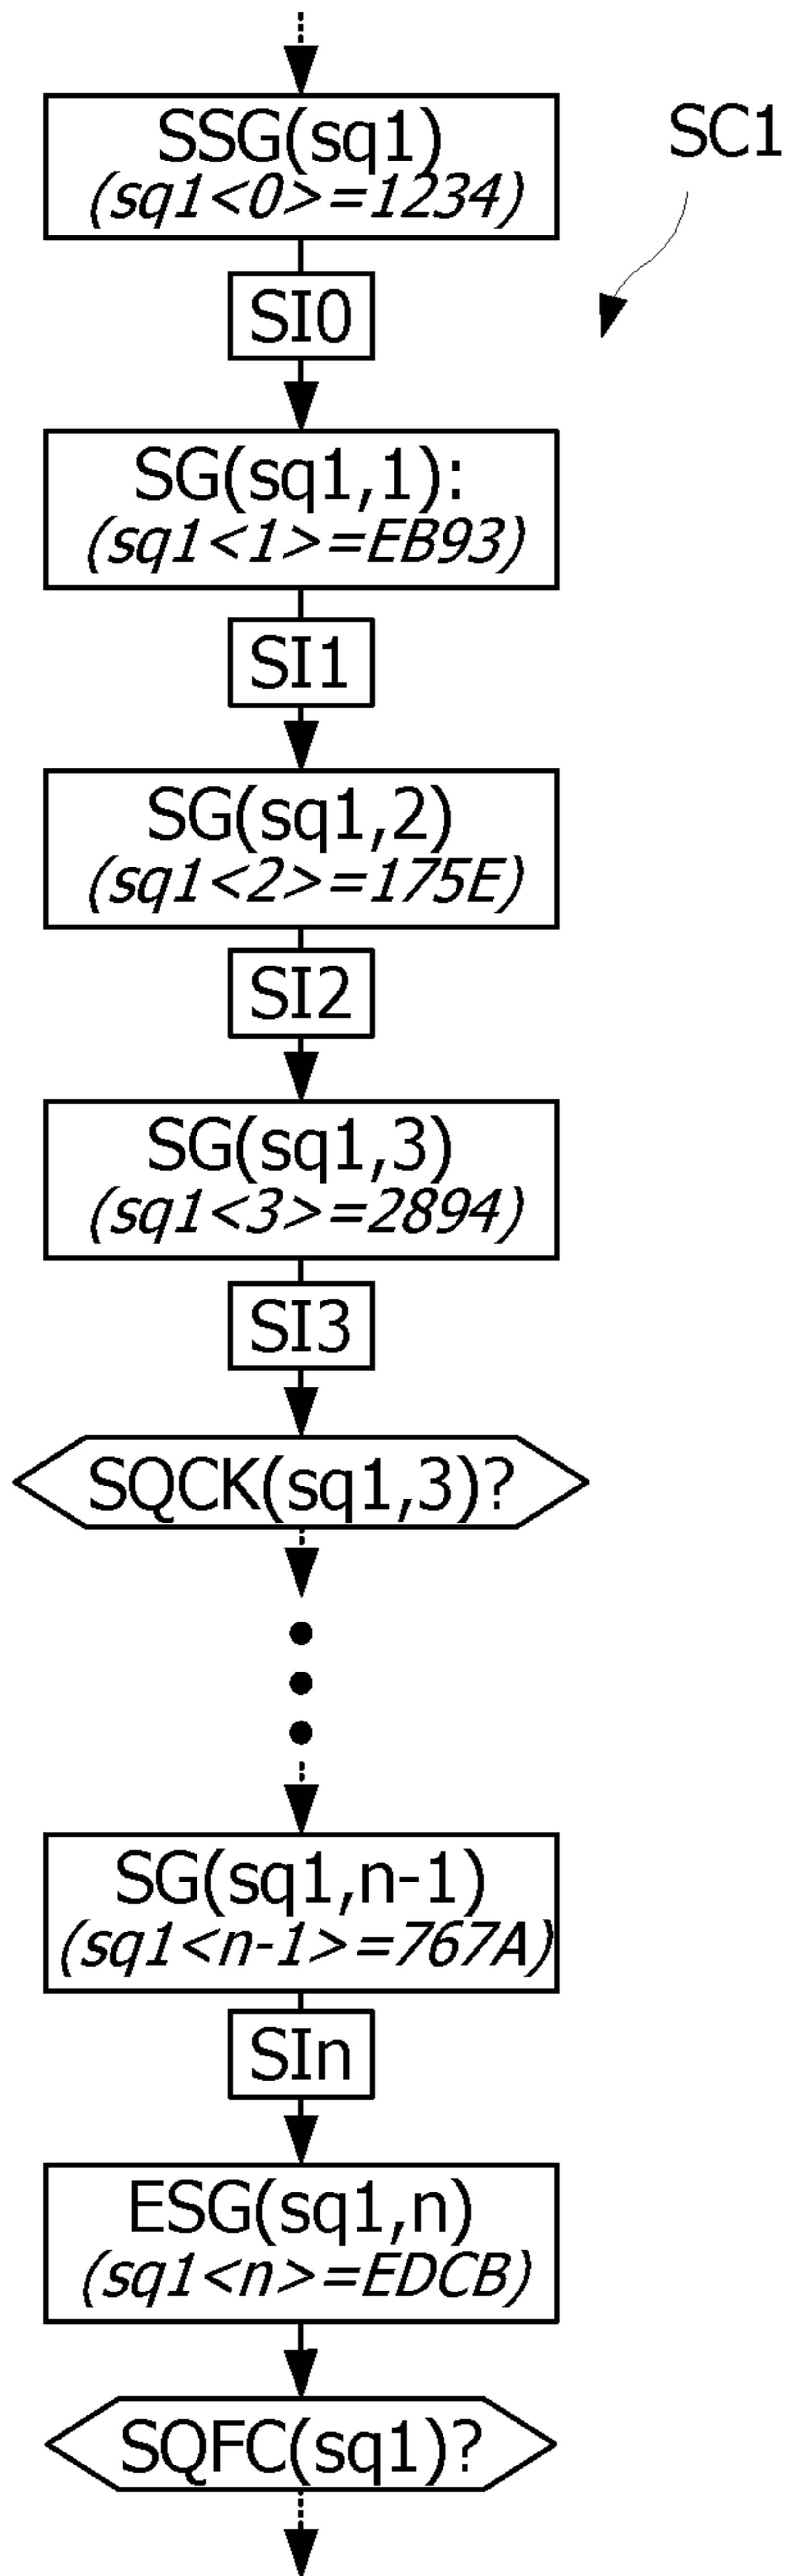 SSG(sq1)
(sq1<0>=1234)
SC1
SI0
SG(sq1,1):
(sq1<1>=EB93)
SI1
SG(sq1,2)
(sq1<2>=175E)
SI2
SG(sq1,3)
(sq1<3>=2894)
SI3
SQCK(sq1,3)?
SG(sq1,n-1)
(sq1<n-1>=767A)
SIn
ESG(sq1,n)
(sq1<n>=EDCB)
SQFC(sq1)?